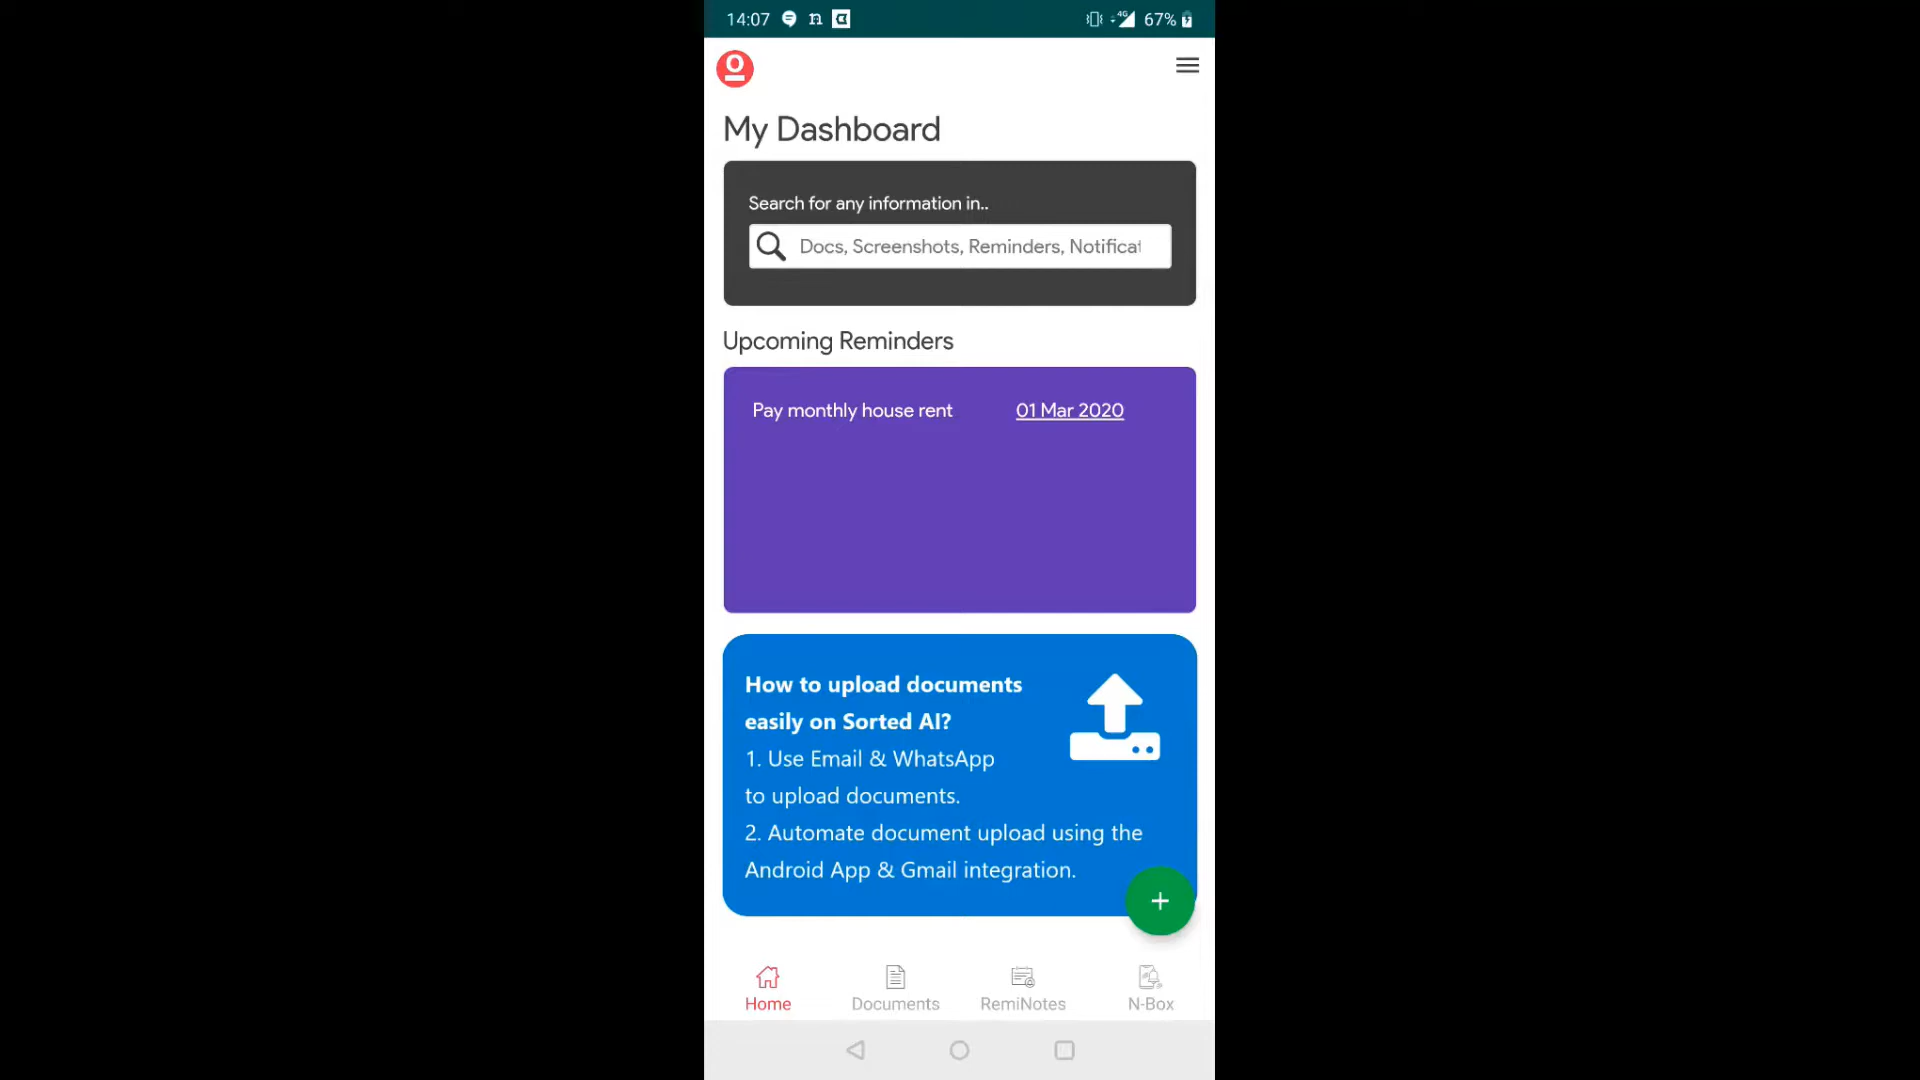 14:07 4G 67%
My Dashboard
Search for any information in..
Docs, Screenshots, Reminders, Notificat
Upcoming Reminders
Pay monthly house rent 01 Mar 2020
How to upload documents
easily on Sorted AI?
1. Use Email & WhatsApp
to upload documents.
2. Automate document upload using the
Android App & Gmail integration.
+
Home Documents RemiNotes N-Box